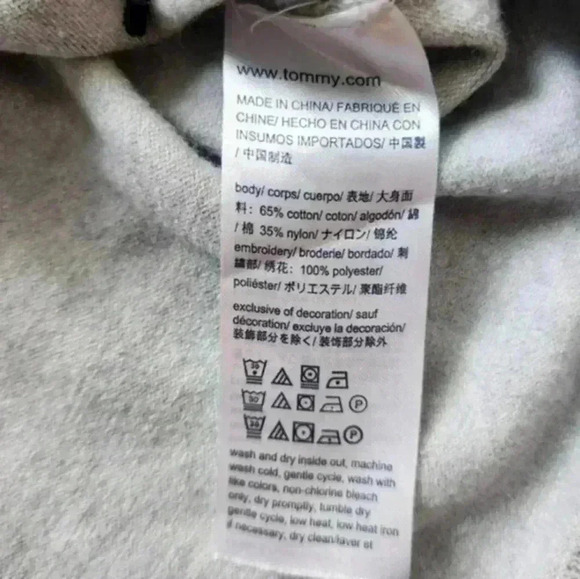 www.tommy.com
MADE IN CHINA/ FABRIQUÉ EN
CHINE/ HECHO EN CHINA CON
INSUMOS IMPORTADOS/ 中国製
/ 中国制造
body/ corps/ cuerpo/ 表地/ 大身面
料: 65% cotton/ coton/ algodón/ 綿
/ 棉 35% nylon/ ナイロン/ 锦纶
embroidery/ broderie/ bordado/ 刺
繍部/ 绣花: 100% polyester/
poliéster/ ポリエステル/ 聚酯纤维
exclusive of decoration/ sauf
décoration/ excluye la decoración/
装飾部分を除く/ 装饰部分除外
30
30 P
30 P
wash and dry inside out, machine
wash cold, gentle cycle, wash with
like colors, non-chlorine bleach
only, dry promptly, tumble dry
gentle cycle, low heat, low heat iron
if necessary, dry clean/laver et